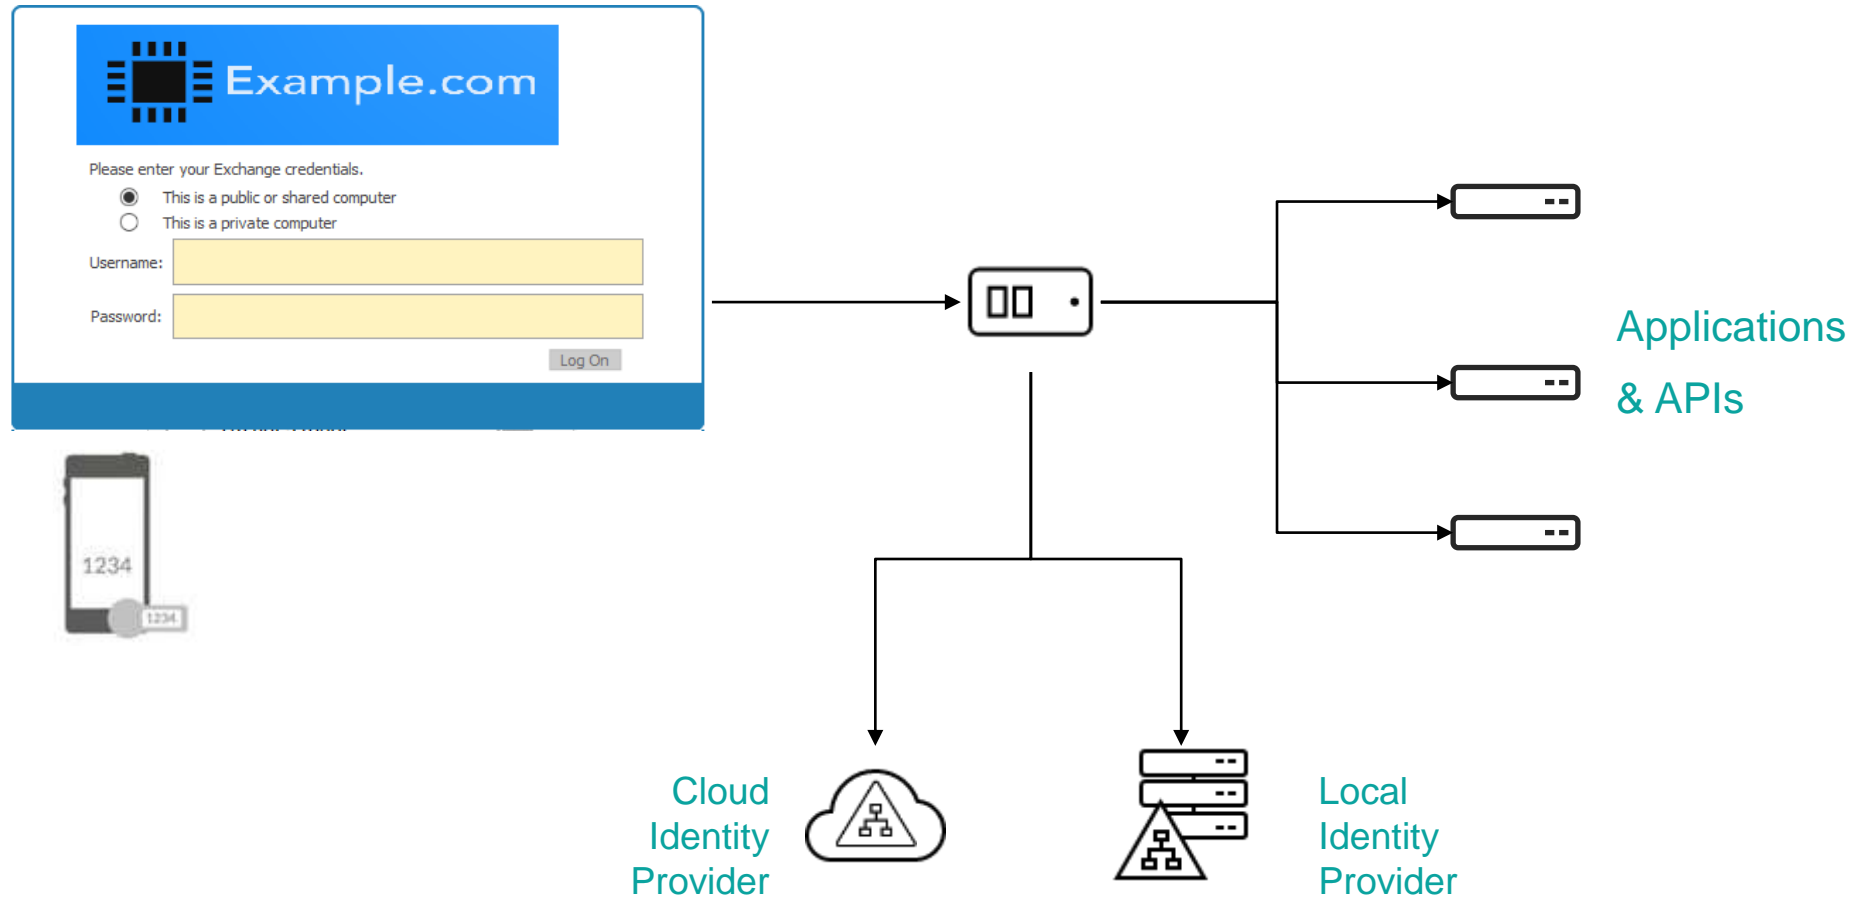 Example.com
Please enter your Exchange credentials.
This is a public or shared computer
This is a private computer
Username:
Password:
Log On
1234
1234
Applications
& APIs
Cloud
Identity
Provider
Local
Identity
Provider